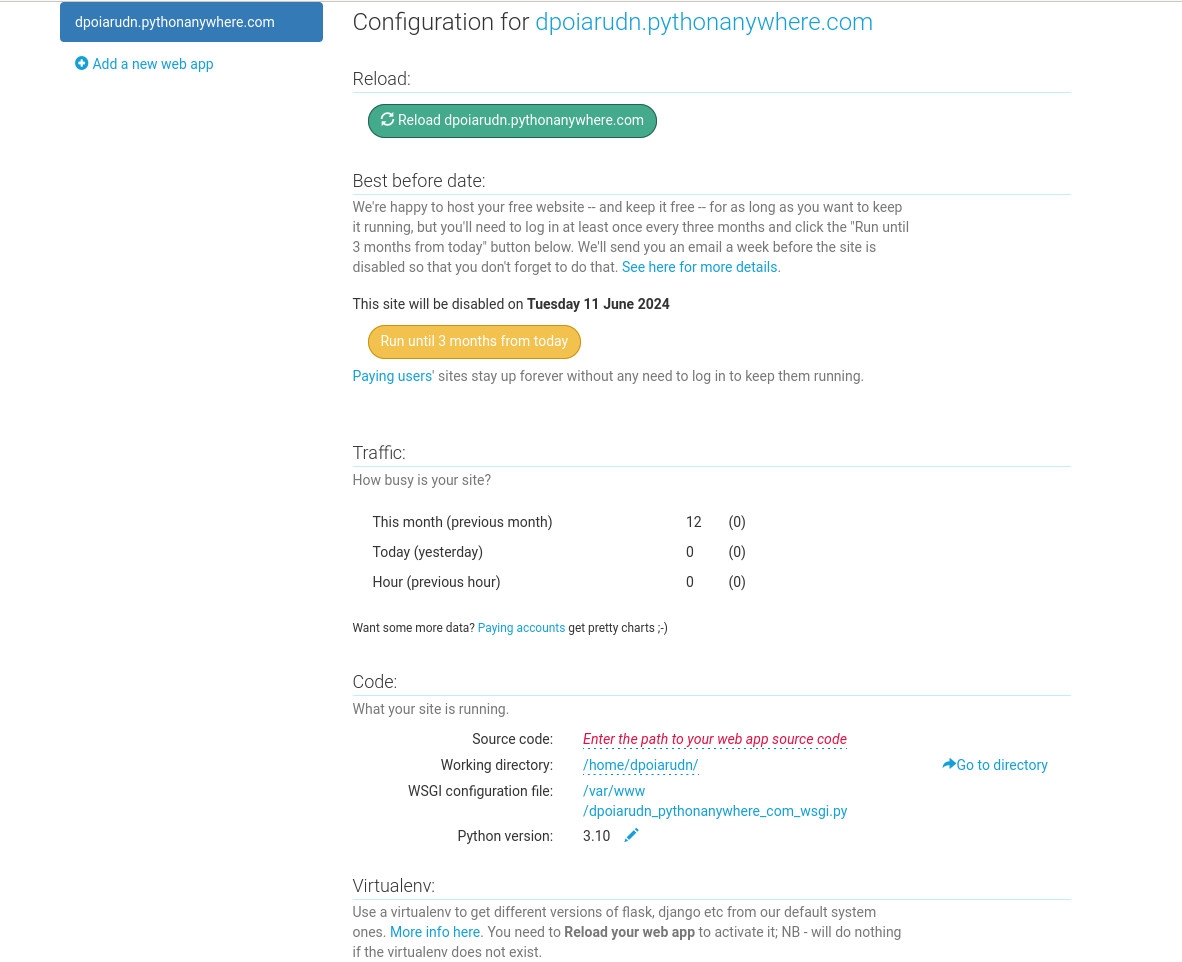 dpoiarudn.pythonanywhere.com
Add a new web app
Configuration for dpoiarudn.pythonanywhere.com
Reload:
Reload dpoiarudn.pythonanywhere.com
Best before date:
We're happy to host your free website -- and keep it free -- for as long as you want to keep
it running, but you'll need to log in at least once every three months and click the "Run until
3 months from today" button below. We'll send you an email a week before the site is
disabled so that you don't forget to do that. See here for more details.
This site will be disabled on Tuesday 11 June 2024
Run until 3 months from today
Paying users' sites stay up forever without any need to log in to keep them running.
Traffic:
How busy is your site?
This month (previous month) 12 (0)
Today (yesterday) 0 (0)
Hour (previous hour) 0 (0)
Want some more data? Paying accounts get pretty charts ;-)
Code:
What your site is running.
Source code: Enter the path to your web app source code
Working directory: /home/dpoiarudn/ Go to directory
WSGI configuration file: /var/www
/dpoiarudn_pythonanywhere_com_wsgi.py
Python version: 3.10
Virtualenv:
Use a virtualenv to get different versions of flask, django etc from our default system
ones. More info here. You need to Reload your web app to activate it; NB - will do nothing
if the virtualenv does not exist.